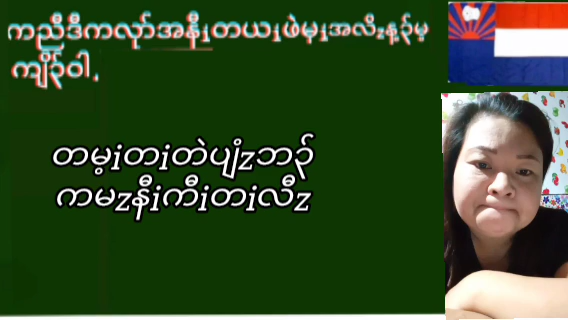 ကညီဒီကလုာ်အနီၤတယၤဖဲမုၤအလိႇန့ၣ်မ့
ကျိၣ်ဝါ,
တမ့ၤတၤတဲပျံႇဘၣ်
ကမႇနီၤကီၤတၤလီႇ